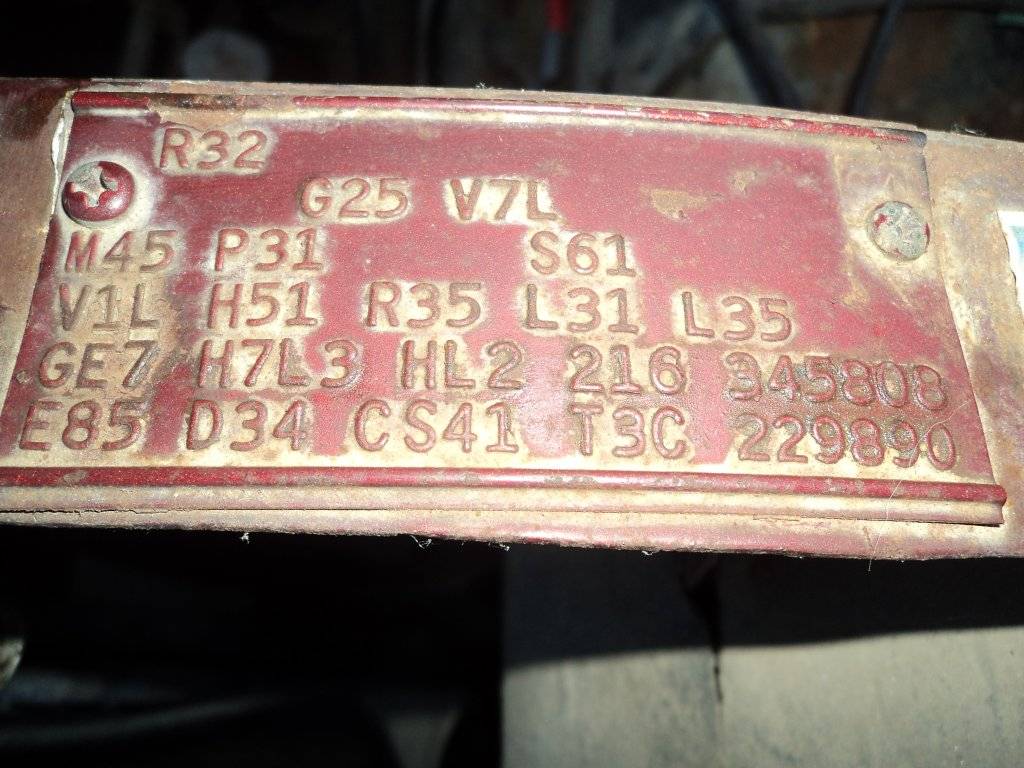 R32
G25 V7L
M45 P31 S61
V1L H51 R35 L31 L35
GE7 H7L3 HL2 216 345808
E85 D34 CS41 T3C 229890